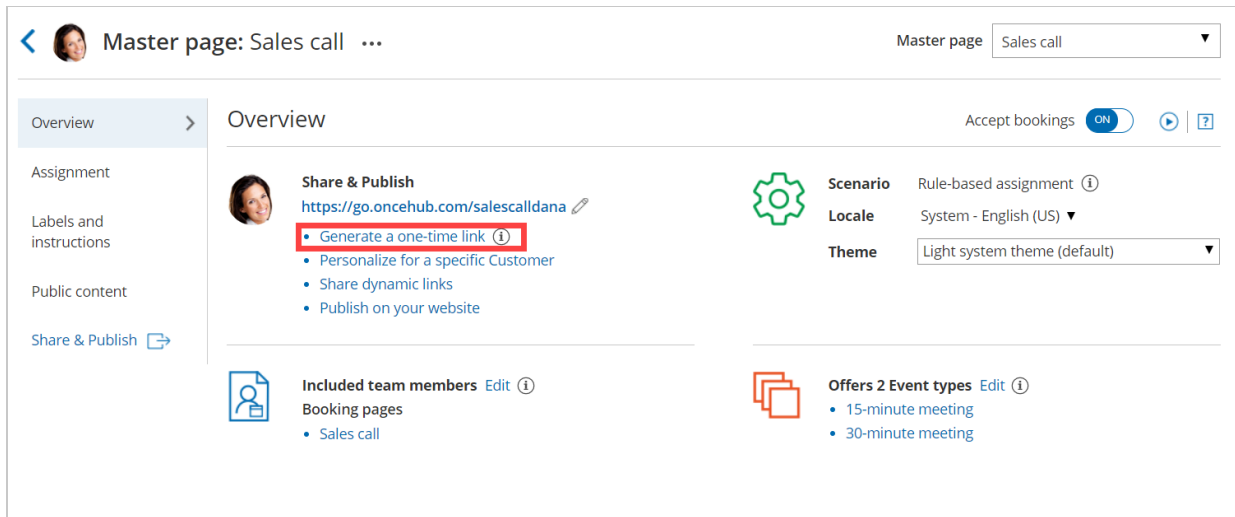 Master page: Sales call ...
Master page Sales call
Overview
Assignment
Labels and
instructions
Public content
Share & Publish
Overview
Accept bookings ON
?
Share & Publish
https://go.oncehub.com/salescalldana
• Generate a one-time link i
• Personalize for a specific Customer
• Share dynamic links
• Publish on your website
Scenario Rule-based assignment i
Locale System - English (US)
Theme Light system theme (default)
Included team members Edit i
Booking pages
• Sales call
Offers 2 Event types Edit i
• 15-minute meeting
• 30-minute meeting